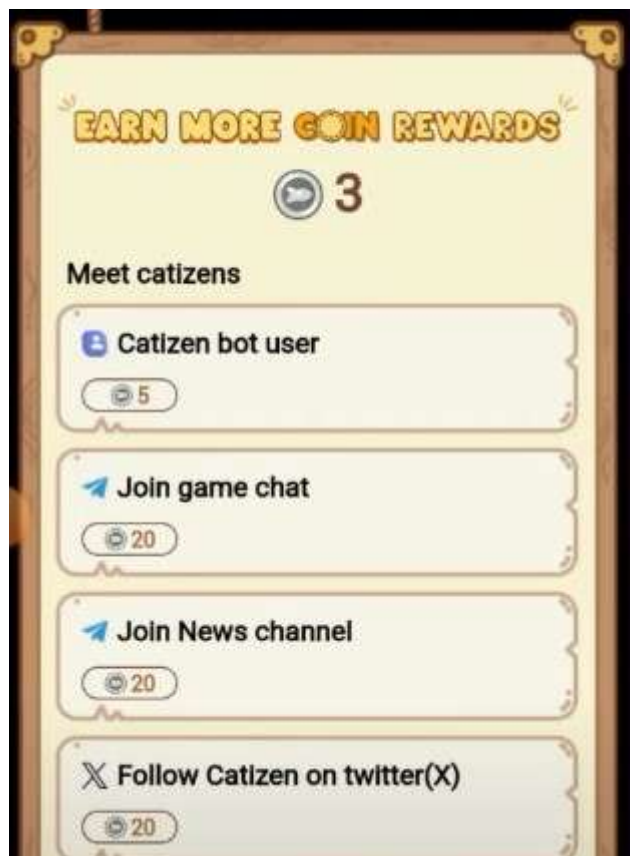 EARN MORE COIN REWARDS
3
Meet catizens
Catizen bot user
5
Join game chat
20
Join News channel
20
Follow Catizen on twitter(X)
20